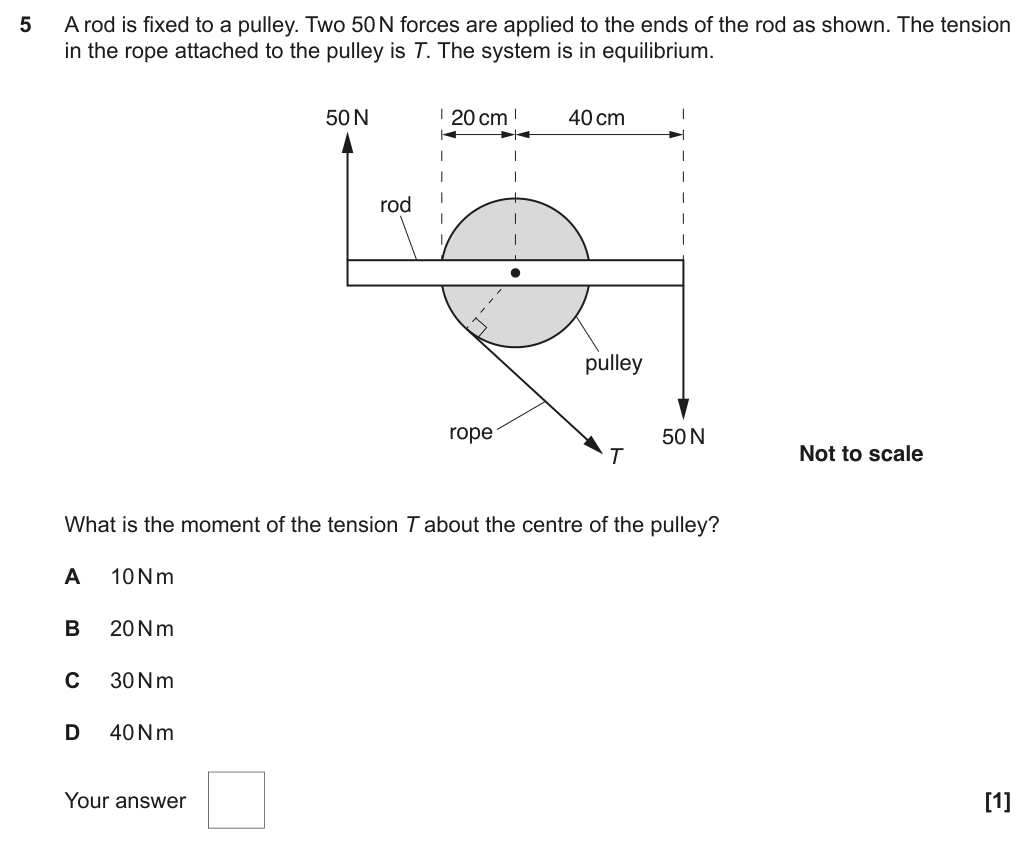 5 A rod is fixed to a pulley. Two 50 N forces are applied to the ends of the rod as shown. The tension
in the rope attached to the pulley is T. The system is in equilibrium.
50 N
20 cm
40 cm
rod
pulley
rope
T
50 N
Not to scale
What is the moment of the tension T about the centre of the pulley?
A 10 N m
B 20 N m
C 30 N m
D 40 N m
Your answer
[1]